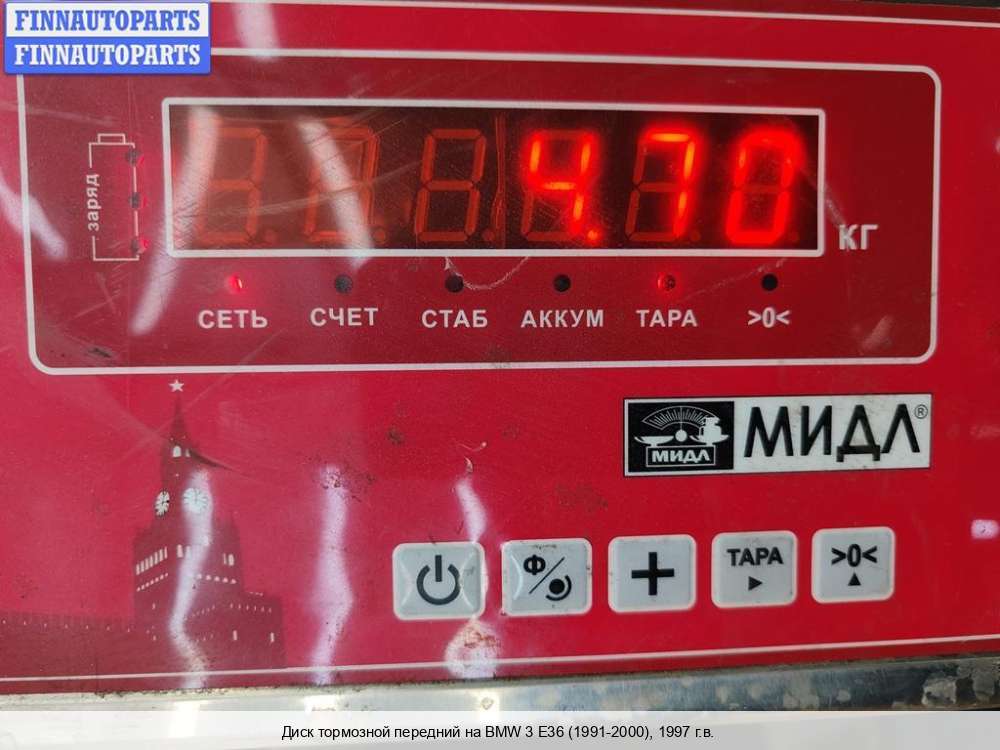 FINNAUTOPARTS
FINNAUTOPARTS
заряд
4.70
кг
СЕТЬ СЧЕТ СТАБ АККУМ ТАРА >0<
МИДЛ МИДЛ®
Ф ТАРА >0<
Диск тормозной передний на BMW 3 E36 (1991-2000), 1997 г.в.